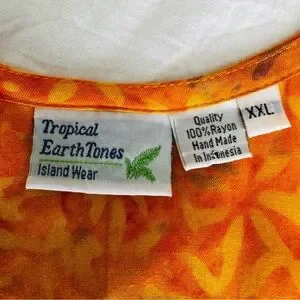 Tropical
EarthTones
Island Wear
Quality
100% Rayon
Hand Made
In Indonesia
XXL